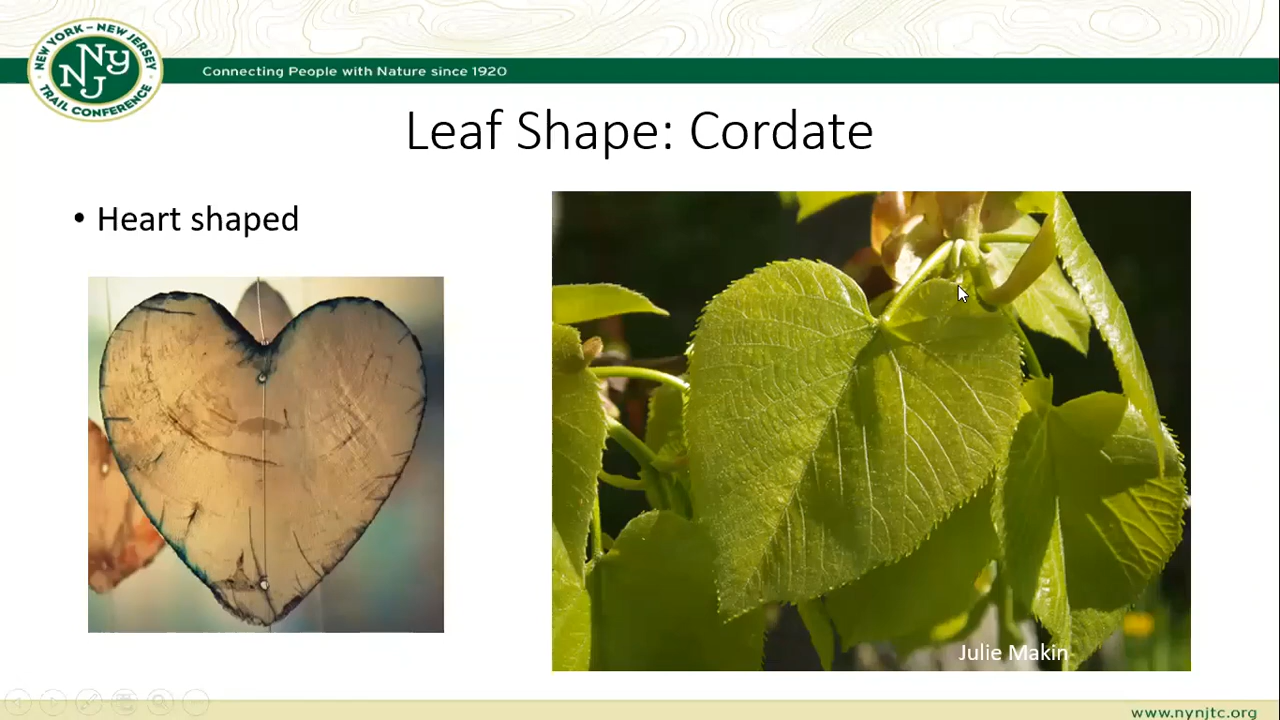 NEW YORK - NEW JERSEY
NY
NJ
TRAIL CONFERENCE
Connecting People with Nature since 1920
Leaf Shape: Cordate
• Heart shaped
Julie Makin
www.nynjtc.org